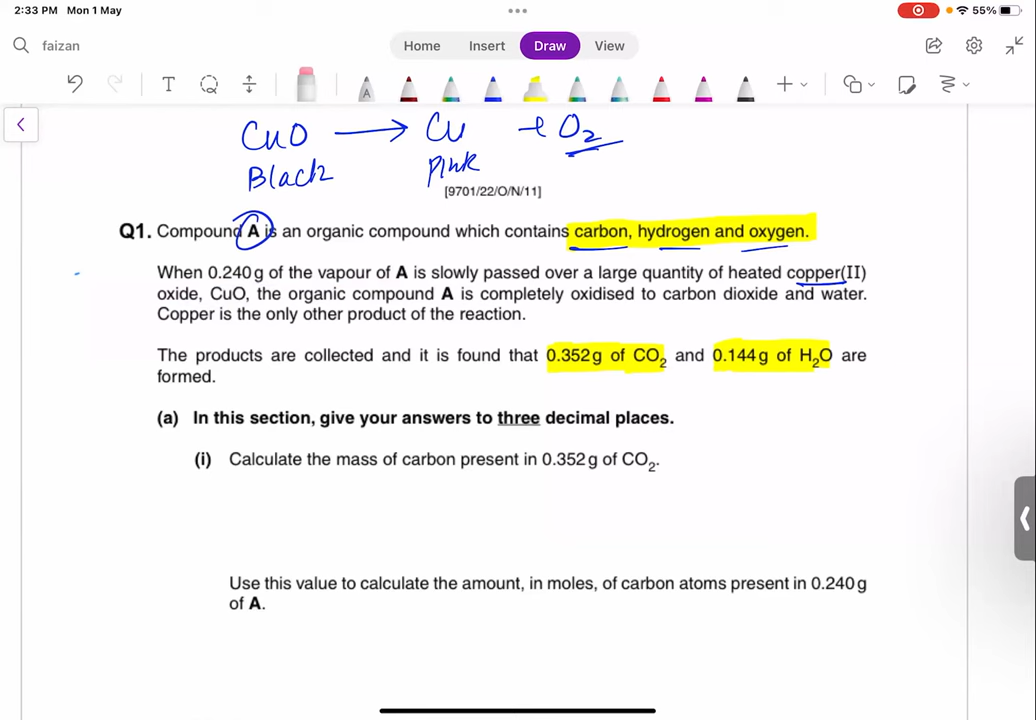 2:33 PM Mon 1 May
55%
faizan
Home Insert Draw View
T
A
CuO → Cu + O₂
Black Pink
[9701/22/O/N/11]
Q1. Compound A is an organic compound which contains carbon, hydrogen and oxygen.
When 0.240 g of the vapour of A is slowly passed over a large quantity of heated copper(II)
oxide, CuO, the organic compound A is completely oxidised to carbon dioxide and water.
Copper is the only other product of the reaction.
The products are collected and it is found that 0.352 g of CO₂ and 0.144 g of H₂O are
formed.
(a) In this section, give your answers to three decimal places.
(i) Calculate the mass of carbon present in 0.352 g of CO₂.
Use this value to calculate the amount, in moles, of carbon atoms present in 0.240 g
of A.